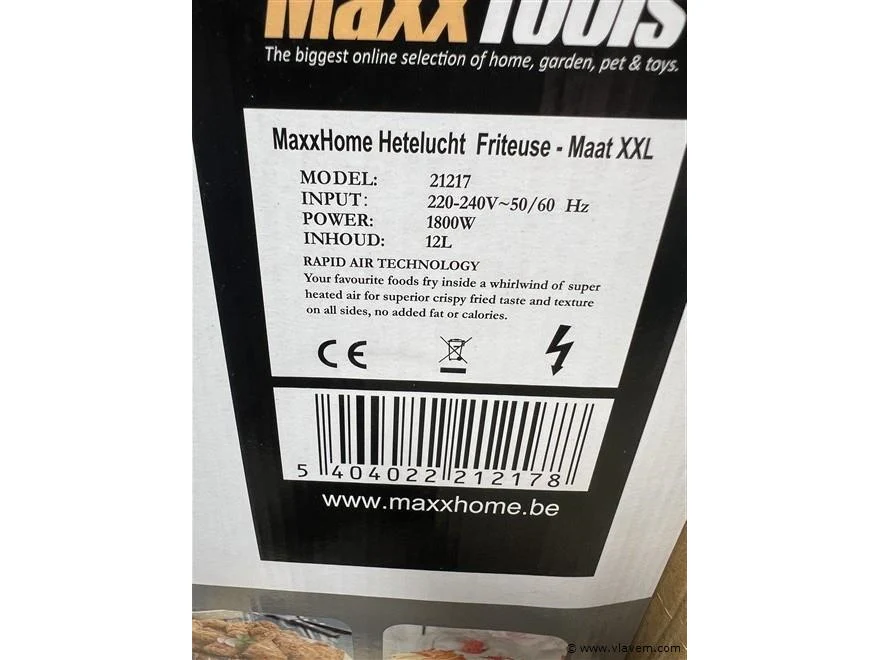 MaxxTools
The biggest online selection of home, garden, pet & toys.
MaxxHome Hetelucht Friteuse - Maat XXL
MODEL: 21217
INPUT: 220-240V~50/60 Hz
POWER: 1800W
INHOUD: 12L
RAPID AIR TECHNOLOGY
Your favourite foods fry inside a whirlwind of super
heated air for superior crispy fried taste and texture
on all sides, no added fat or calories.
CE
5 404022 212178
www.maxxhome.be
© www.vlavem.com